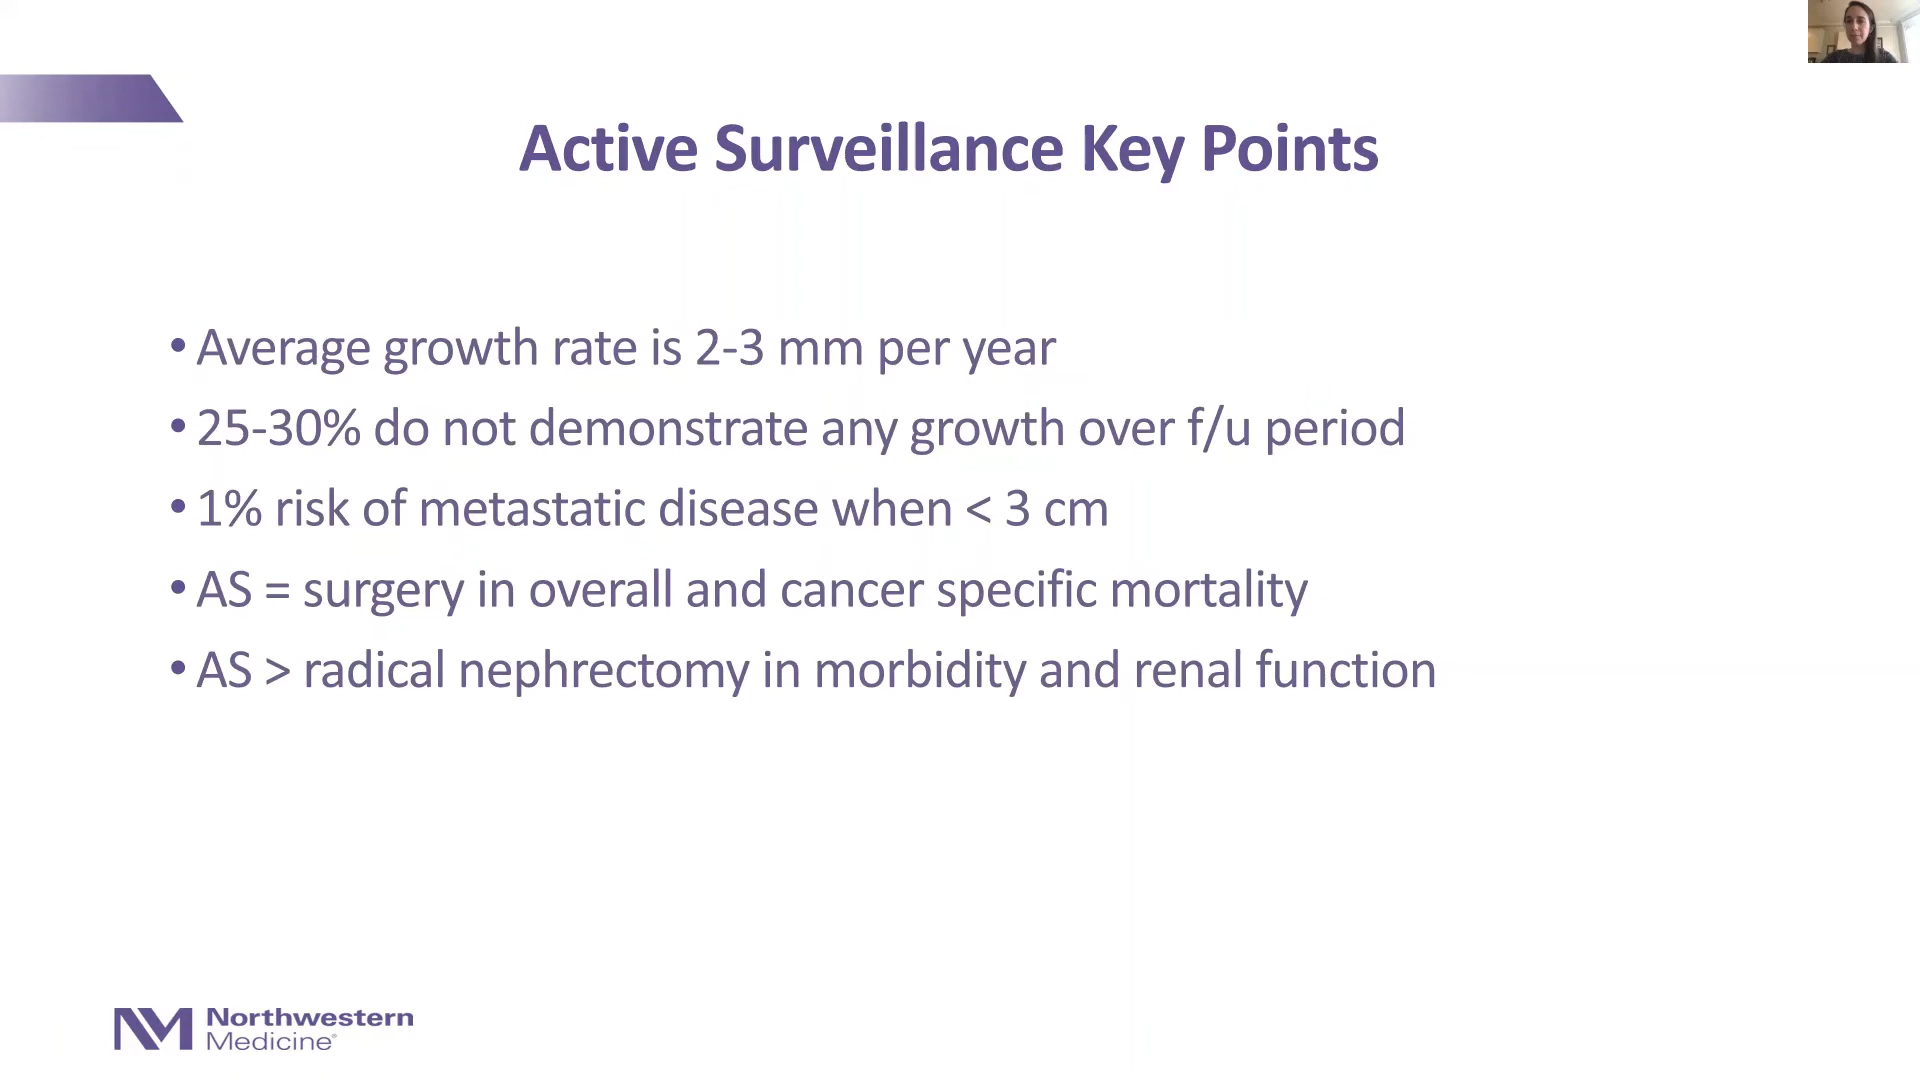 Active Surveillance Key Points
• Average growth rate is 2-3 mm per year
• 25-30% do not demonstrate any growth over f/u period
• 1% risk of metastatic disease when < 3 cm
• AS = surgery in overall and cancer specific mortality
• AS > radical nephrectomy in morbidity and renal function
NM Northwestern
Medicine®